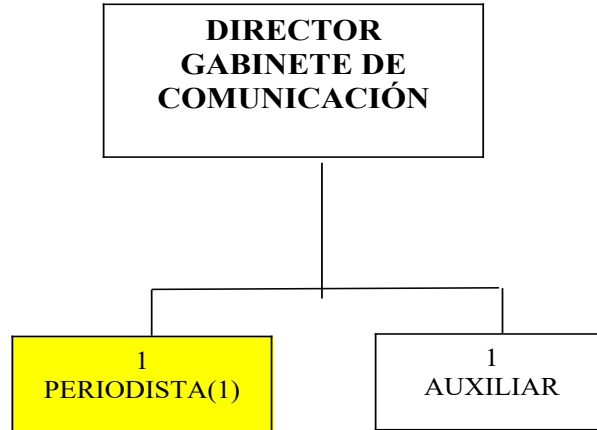 DIRECTOR
GABINETE DE
COMUNICACIÓN
1
PERIODISTA(1)
1
AUXILIAR